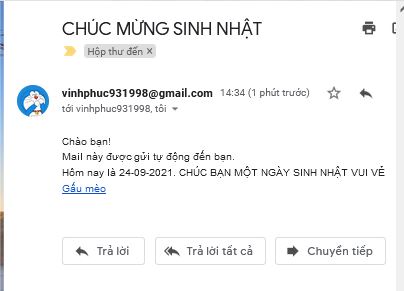 CHÚC MỪNG SINH NHẬT
Hộp thư đến ×
vinhphuc931998@gmail.com 14:34 (1 phút trước)
tới vinhphuc931998, tôi
Chào bạn!
Mail này được gửi tự động đến bạn.
Hôm nay là 24-09-2021. CHÚC BẠN MỘT NGÀY SINH NHẬT VUI VẺ
Gấu mèo
Trả lời Trả lời tất cả Chuyển tiếp